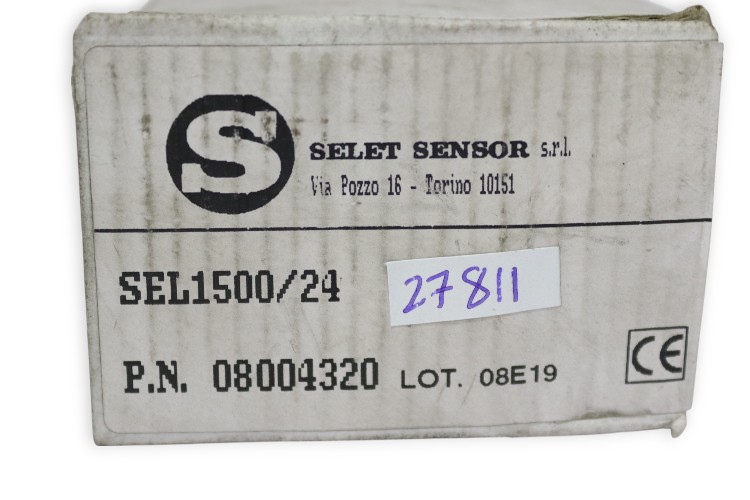 S
SELET SENSOR s.r.l.
Via Pozzo 16 - Torino 10151
SEL1500/24 27811
P.N. 08004320 LOT. 08E19 CE